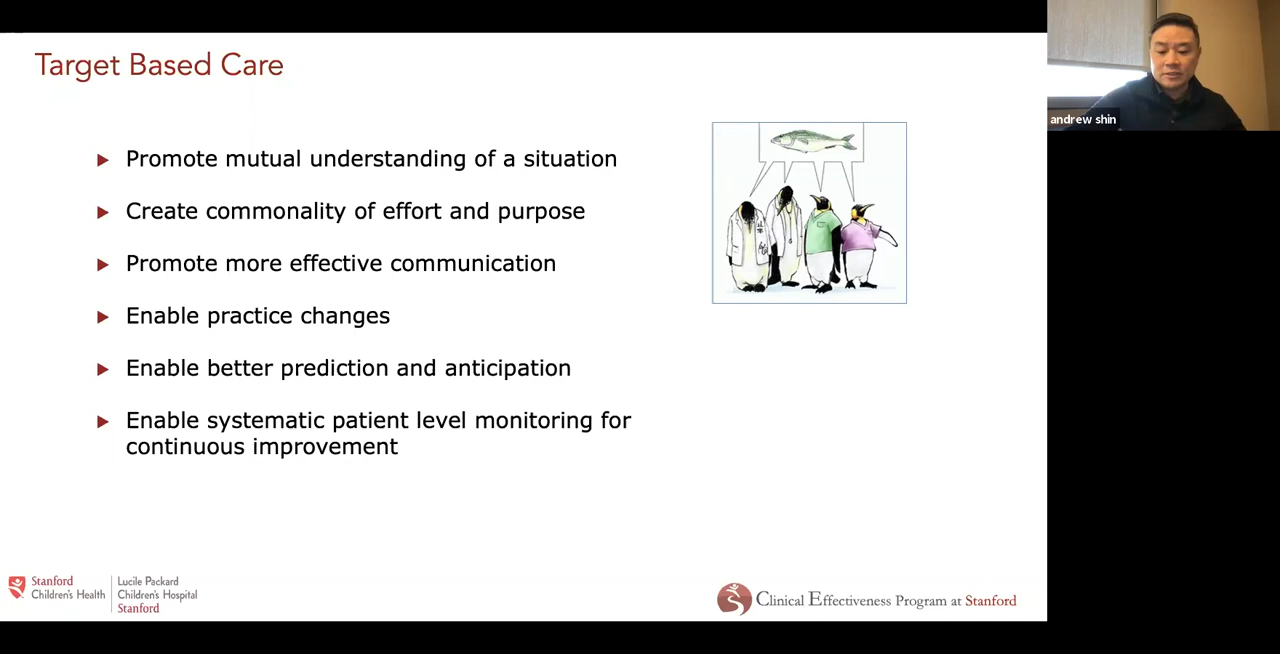 Target Based Care
Promote mutual understanding of a situation
Create commonality of effort and purpose
Promote more effective communication
Enable practice changes
Enable better prediction and anticipation
Enable systematic patient level monitoring for
continuous improvement
andrew shin
Stanford
Children's Health
Lucile Packard
Children's Hospital
Stanford
Clinical Effectiveness Program at Stanford